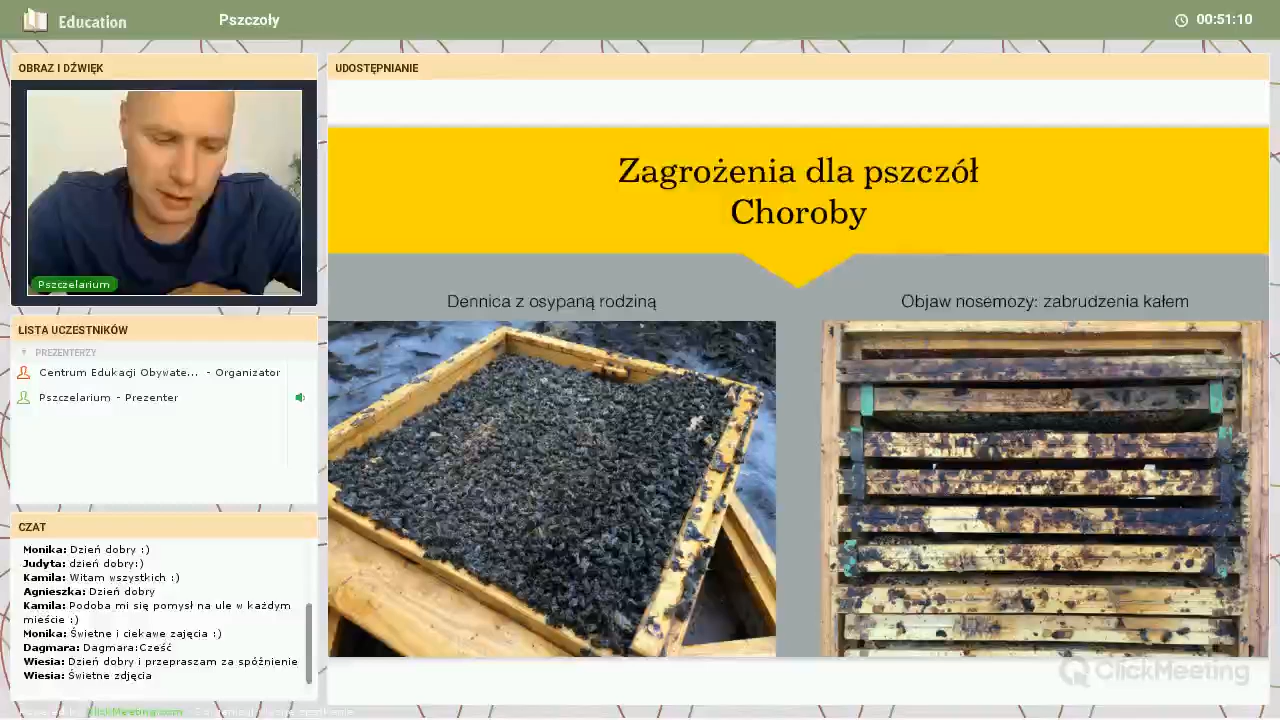 Education
Pszczoły
00:51:10
OBRAZ I DŹWIĘK
Pszczelarium
LISTA UCZESTNIKÓW
PREZENTERZY
Centrum Edukacji Obywate... - Organizator
Pszczelarium - Prezenter
CZAT
Monika: Dzień dobry :)
Judyta: dzień dobry:)
Kamila: Witam wszystkich :)
Agnieszka: Dzień dobry
Kamila: Podoba mi się pomysł na ule w każdym
mieście :)
Monika: Świetne i ciekawe zajęcia :)
Dagmara: Dagmara:Cześć
Wiesia: Dzień dobry i przepraszam za spóźnienie
Wiesia: Świetne zdjęcia
ClickMeeting.com
UDOSTĘPNIANIE
Zagrożenia dla pszczół
Choroby
Dennica z osypaną rodziną
Objaw nosemozy: zabrudzenia kałem
ClickMeeting